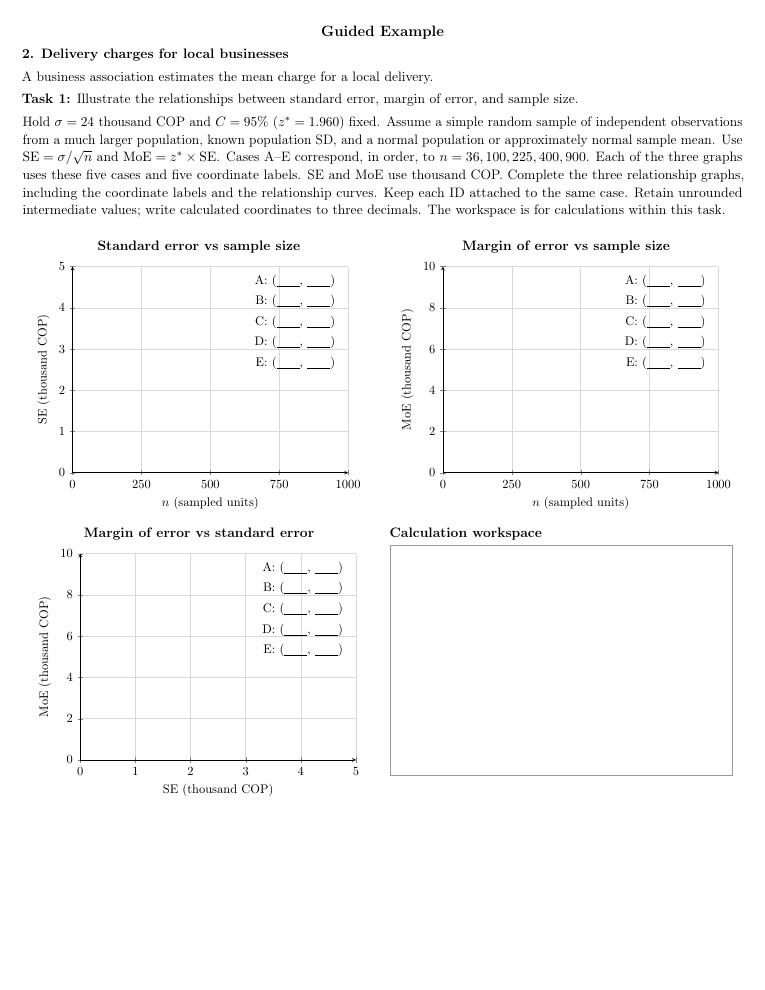 Guided Example
2. Delivery charges for local businesses
A business association estimates the mean charge for a local delivery.
Task 1: Illustrate the relationships between standard error, margin of error, and sample size.
Hold σ = 24 thousand COP and C = 95% (z* = 1.960) fixed. Assume a simple random sample of independent observations
from a much larger population, known population SD, and a normal population or approximately normal sample mean. Use
SE = σ/√n and MoE = z* × SE. Cases A–E correspond, in order, to n = 36, 100, 225, 400, 900. Each of the three graphs
uses these five cases and five coordinate labels. SE and MoE use thousand COP. Complete the three relationship graphs,
including the coordinate labels and the relationship curves. Keep each ID attached to the same case. Retain unrounded
intermediate values; write calculated coordinates to three decimals. The workspace is for calculations within this task.
Standard error vs sample size
SE (thousand COP)
5
4
3
2
1
0
A: (___, ___)
B: (___, ___)
C: (___, ___)
D: (___, ___)
E: (___, ___)
0 250 500 750 1000
n (sampled units)
Margin of error vs sample size
MoE (thousand COP)
10
8
6
4
2
0
A: (___, ___)
B: (___, ___)
C: (___, ___)
D: (___, ___)
E: (___, ___)
0 250 500 750 1000
n (sampled units)
Margin of error vs standard error
MoE (thousand COP)
10
8
6
4
2
0
A: (___, ___)
B: (___, ___)
C: (___, ___)
D: (___, ___)
E: (___, ___)
0 1 2 3 4 5
SE (thousand COP)
Calculation workspace